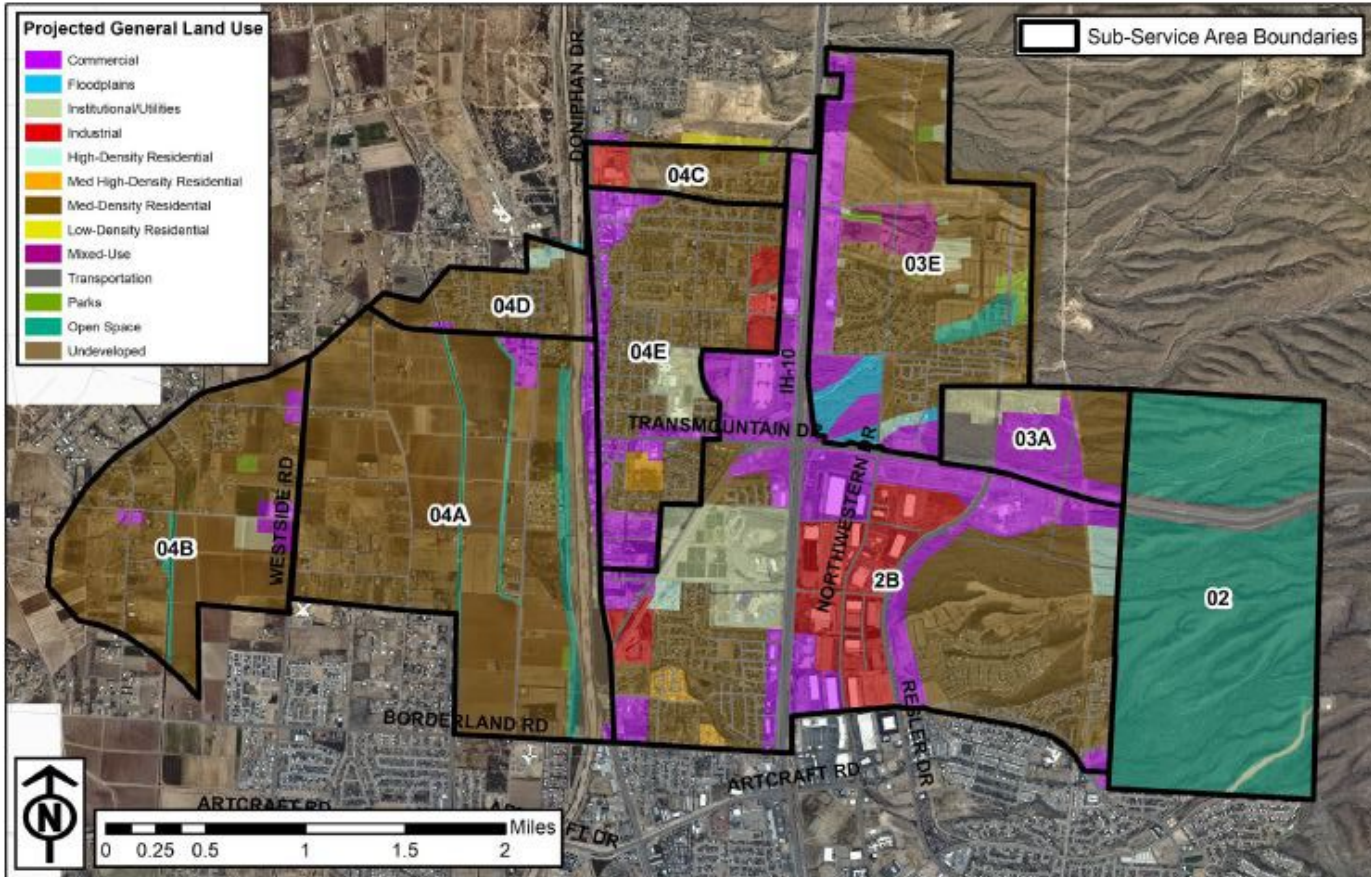 Projected General Land Use
Commercial
Floodplains
Institutional/Utilities
Industrial
High-Density Residential
Med High-Density Residential
Med-Density Residential
Low-Density Residential
Mixed-Use
Transportation
Parks
Open Space
Undeveloped
Sub-Service Area Boundaries
DONIPHAN DR
04C
03E
04D
04E
IH-10
TRANSMOUNTAIN DR
03A
WESTSIDE RD
04A
04B
NORTHWESTERN DR
2B
02
RESLER DR
BORDERLAND RD
ARTCRAFT RD
ARTCRAFT RD
FT DR
N
0 0.25 0.5 1 1.5 2 Miles